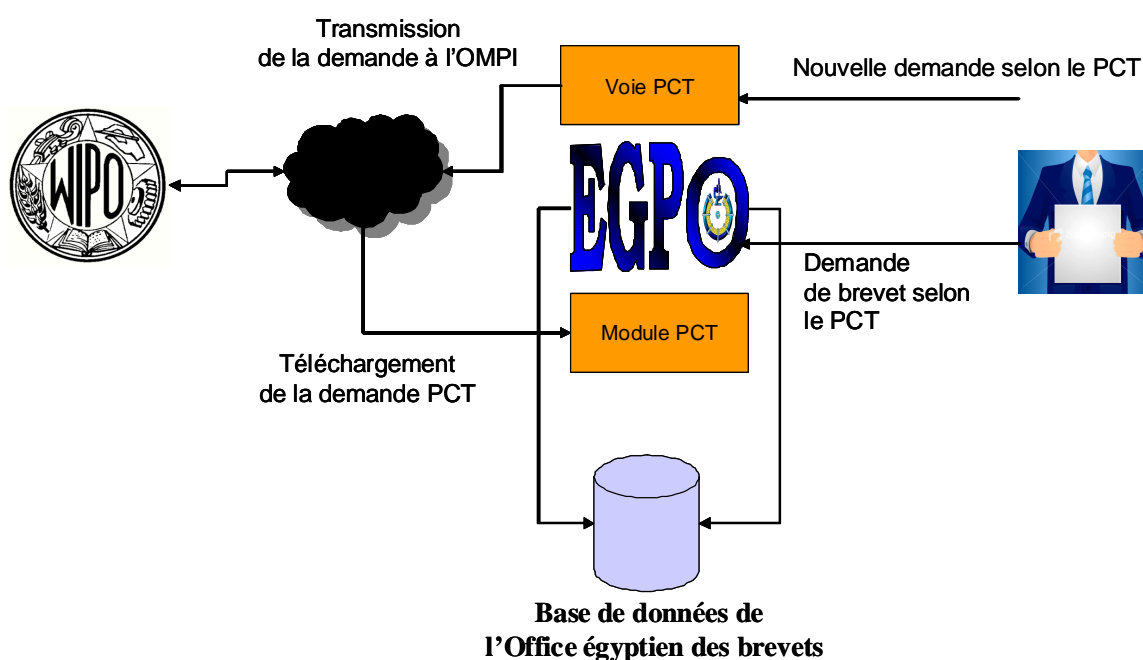 Transmission
de la demande à l'OMPI
Voie PCT
Nouvelle demande selon le PCT
WIPO
EGPO
Demande
de brevet selon
le PCT
Module PCT
Téléchargement
de la demande PCT
Base de données de
l'Office égyptien des brevets